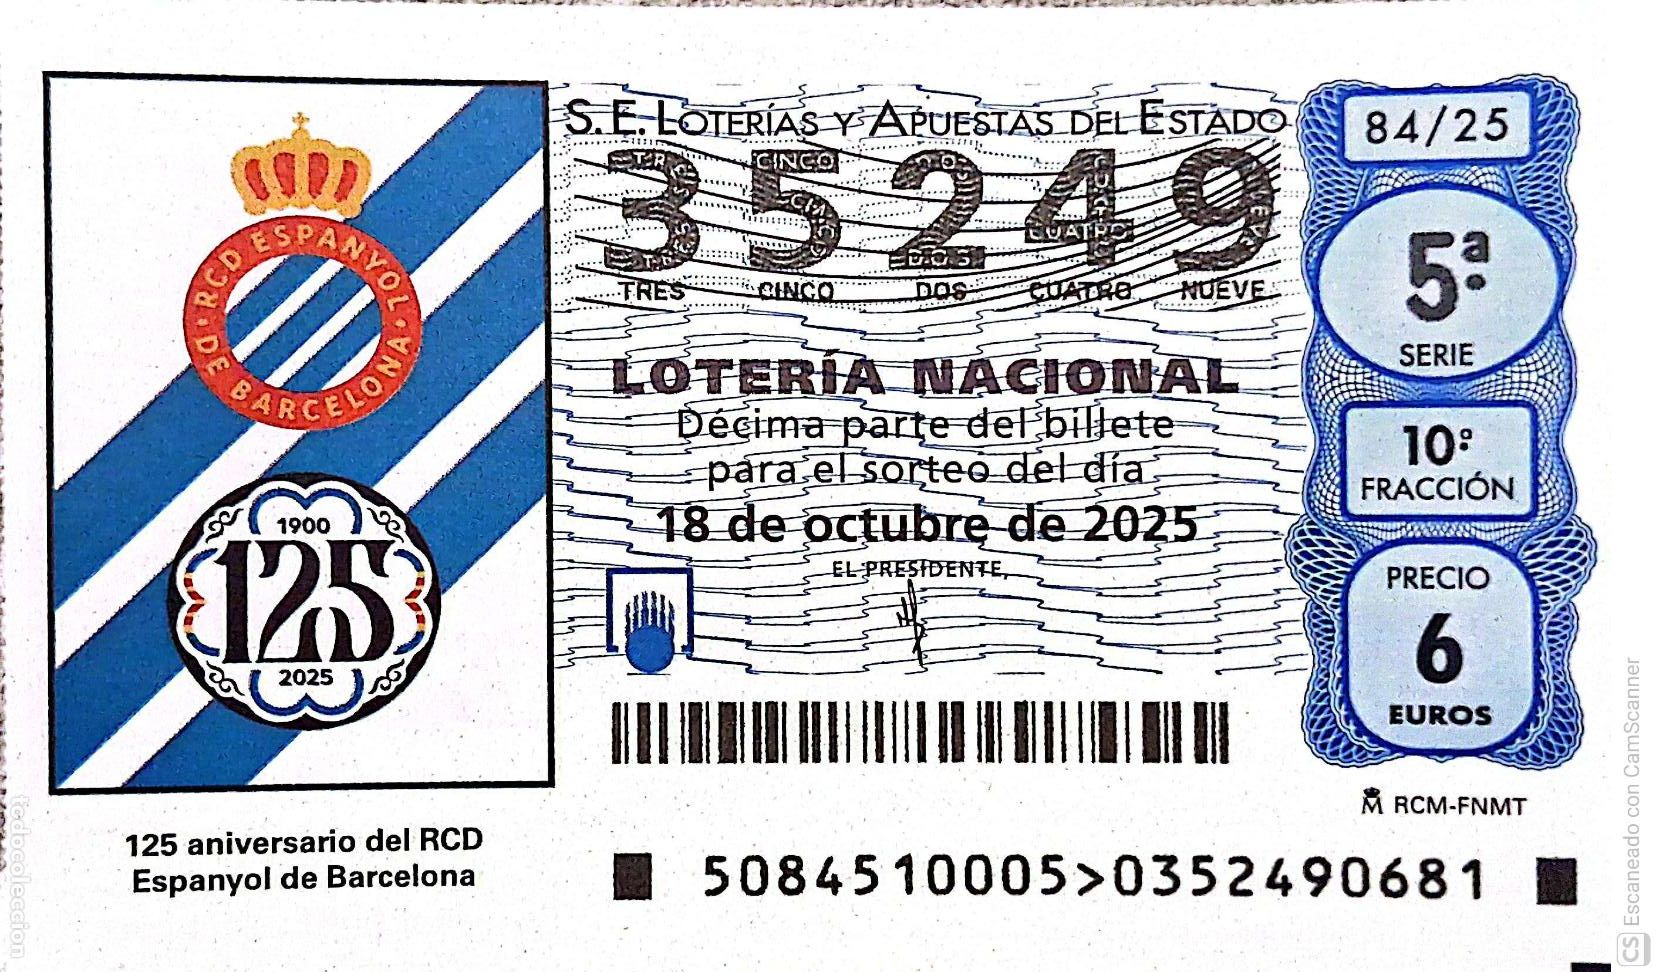 RCD ESPANYOL
· DE BARCELONA ·
1900
125
2025
125 aniversario del RCD
Espanyol de Barcelona
S.E. LOTERÍAS Y APUESTAS DEL ESTADO
35249
TRES CINCO DOS CUATRO NUEVE
LOTERÍA NACIONAL
Décima parte del billete
para el sorteo del día
18 de octubre de 2025
EL PRESIDENTE,
84/25
5ª
SERIE
10ª
FRACCIÓN
PRECIO
6
EUROS
RCM-FNMT
5084510005>0352490681
todocoleccion
CS Escaneado con CamScanner